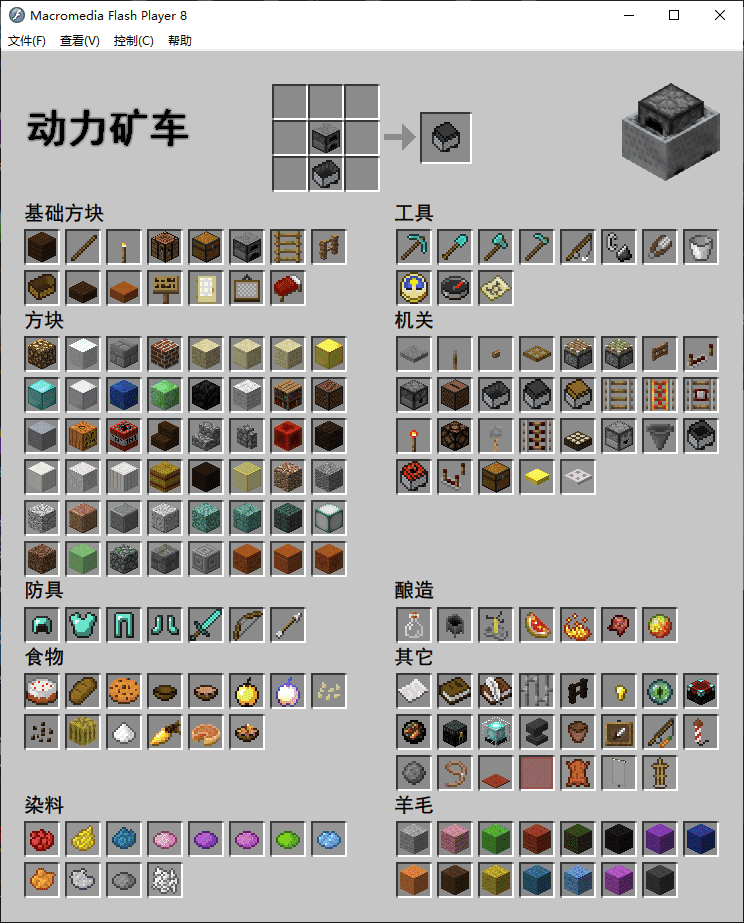 Macromedia Flash Player 8
文件(F) 查看(V) 控制(C) 帮助
动力矿车
基础方块
工具
方块
机关
防具
酿造
食物
其它
染料
羊毛